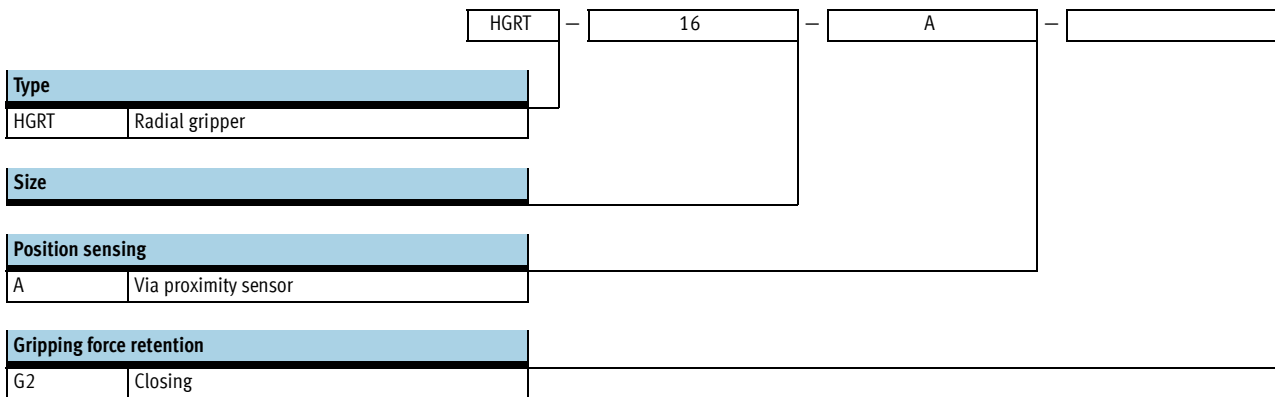 HGRT – 16 – A –
Type
HGRT Radial gripper
Size
Position sensing
A Via proximity sensor
Gripping force retention
G2 Closing